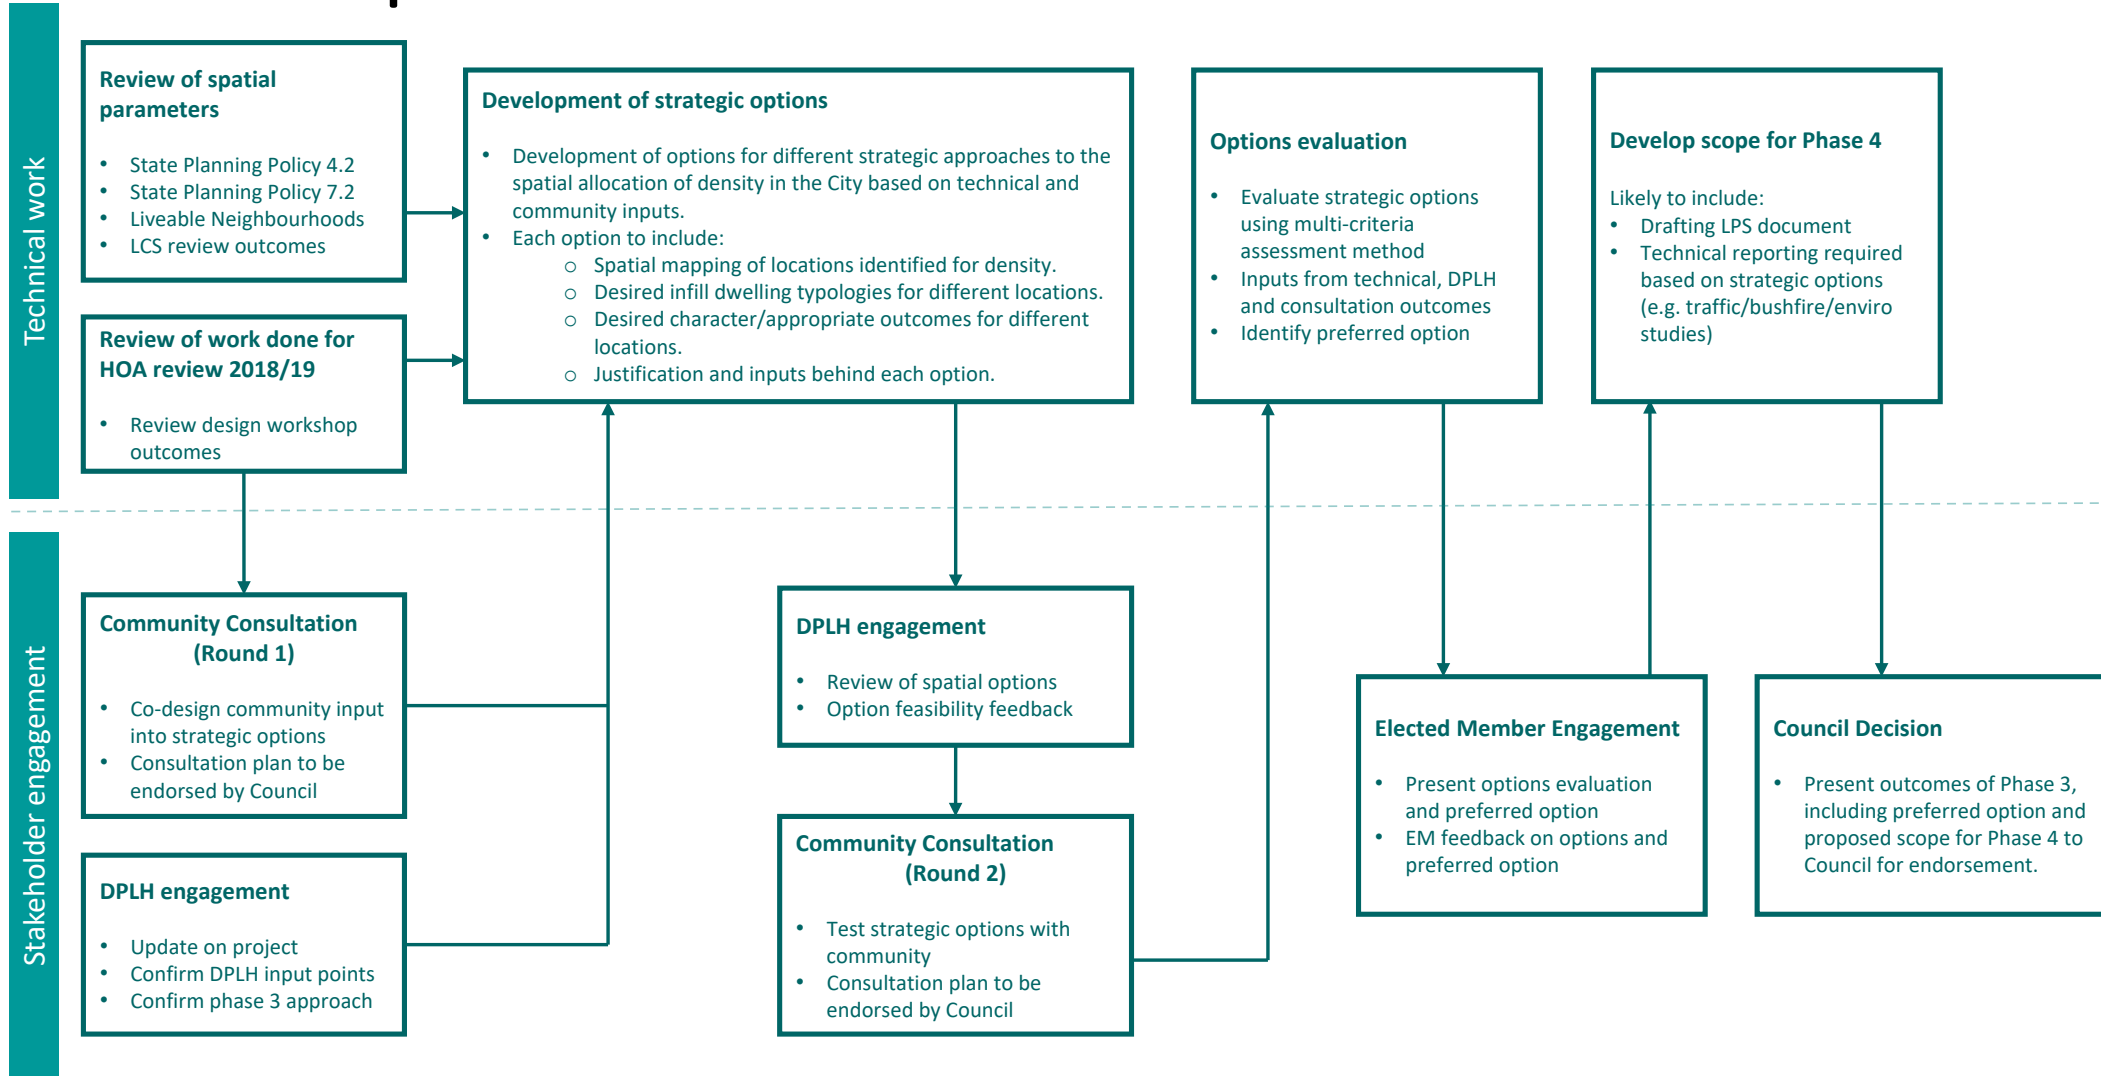 Technical work
Review of spatial
parameters
• State Planning Policy 4.2
• State Planning Policy 7.2
• Liveable Neighbourhoods
• LCS review outcomes
Review of work done for
HOA review 2018/19
• Review design workshop
outcomes
Development of strategic options
• Development of options for different strategic approaches to the
spatial allocation of density in the City based on technical and
community inputs.
• Each option to include:
o Spatial mapping of locations identified for density.
o Desired infill dwelling typologies for different locations.
o Desired character/appropriate outcomes for different
locations.
o Justification and inputs behind each option.
Options evaluation
• Evaluate strategic options
using multi-criteria
assessment method
• Inputs from technical, DPLH
and consultation outcomes
• Identify preferred option
Develop scope for Phase 4
Likely to include:
• Drafting LPS document
• Technical reporting required
based on strategic options
(e.g. traffic/bushfire/enviro
studies)
Stakeholder engagement
Community Consultation
(Round 1)
• Co-design community input
into strategic options
• Consultation plan to be
endorsed by Council
DPLH engagement
• Update on project
• Confirm DPLH input points
• Confirm phase 3 approach
DPLH engagement
• Review of spatial options
• Option feasibility feedback
Community Consultation
(Round 2)
• Test strategic options with
community
• Consultation plan to be
endorsed by Council
Elected Member Engagement
• Present options evaluation
and preferred option
• EM feedback on options and
preferred option
Council Decision
• Present outcomes of Phase 3,
including preferred option and
proposed scope for Phase 4 to
Council for endorsement.